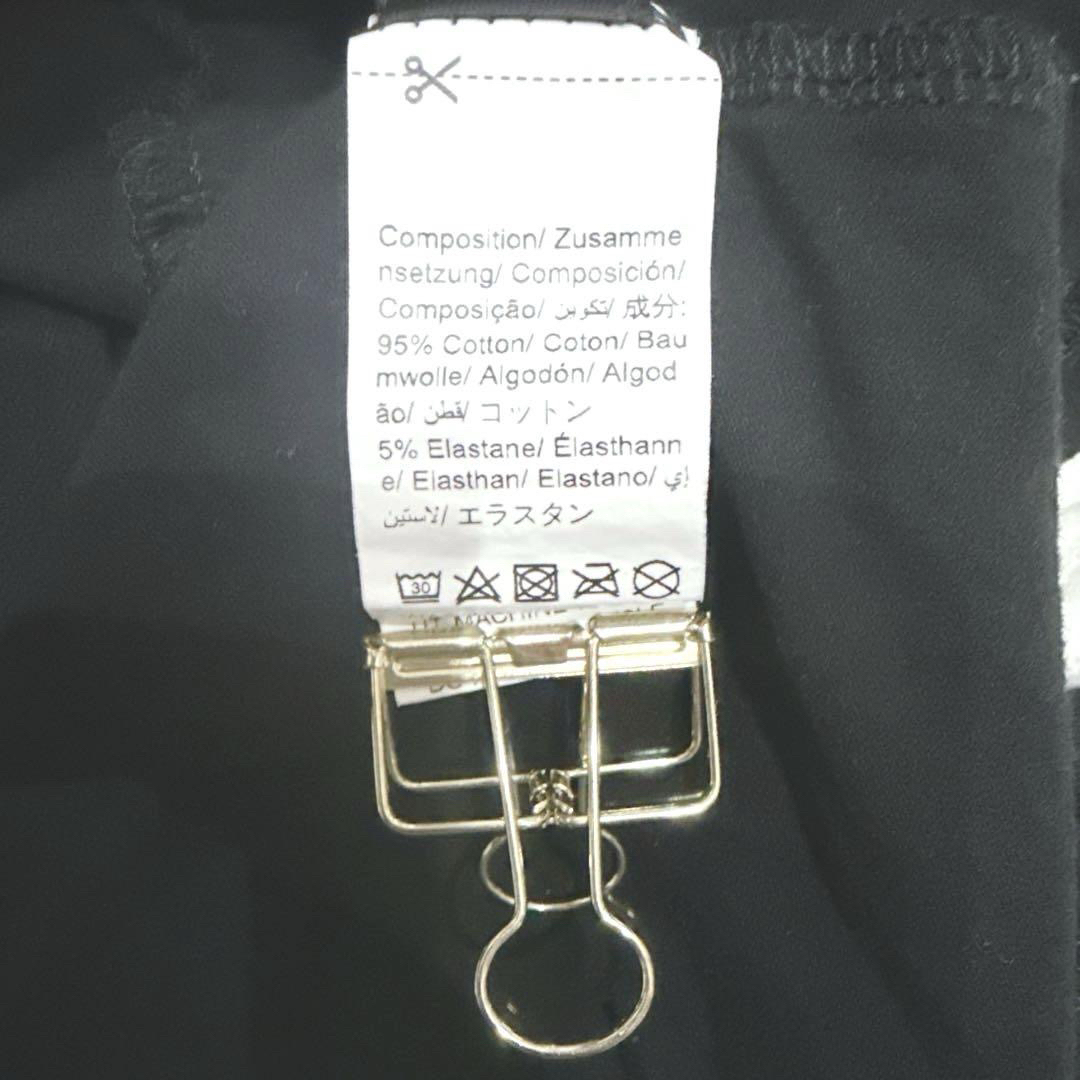 Composition/ Zusamme
nsetzung/ Composición/
Composição/ تكوين/ 成分:
95% Cotton/ Coton/ Bau
mwolle/ Algodón/ Algod
ão/ قطن/ コットン
5% Elastane/ Élasthann
e/ Elasthan/ Elastano/ إي
لاستين/ エラスタン
30
MACHINE